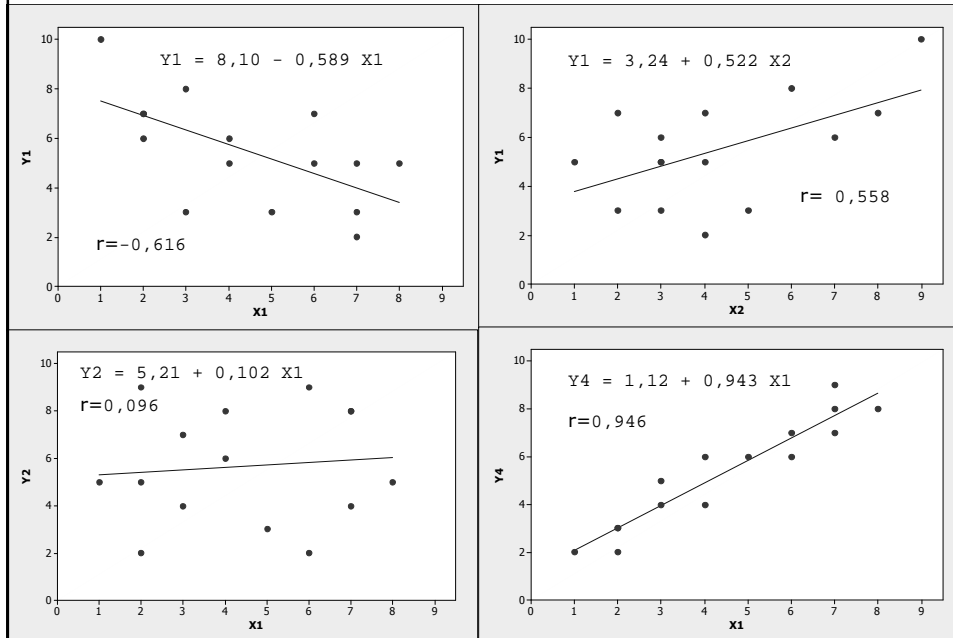 10
Y1 = 8,10 - 0,589 X1
8
6
Y1
4
r=-0,616
2
0
0 1 2 3 4 5 6 7 8 9
X1
10
Y1 = 3,24 + 0,522 X2
8
6
Y1
4
r= 0,558
2
0
0 1 2 3 4 5 6 7 8 9
X2
10
Y2 = 5,21 + 0,102 X1
r=0,096
8
6
Y2
4
2
0
0 1 2 3 4 5 6 7 8 9
X1
10
Y4 = 1,12 + 0,943 X1
8
r=0,946
6
Y4
4
2
0
0 1 2 3 4 5 6 7 8 9
X1